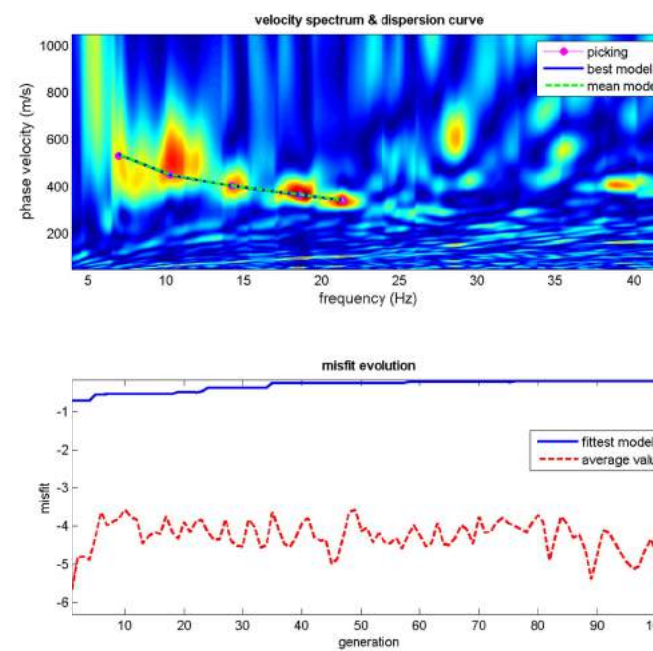 velocity spectrum & dispersion curve
1000
800
600
400
200
phase velocity (m/s)
picking
best model
mean mode
5 10 15 20 25 30 35 40
frequency (Hz)
misfit evolution
-1
-2
-3
-4
-5
-6
misfit
fittest model
average valu
10 20 30 40 50 60 70 80 90 100
generation